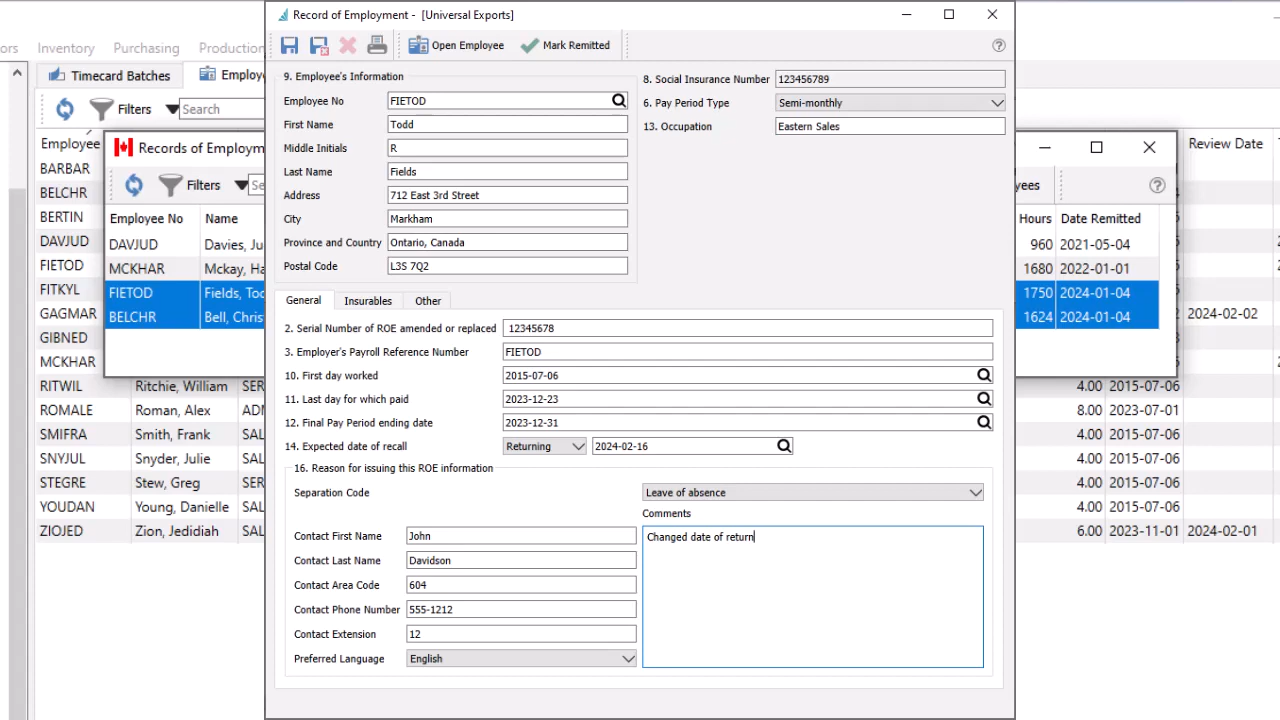 Record of Employment - [Universal Exports]
ors Inventory Purchasing Production
Open Employee Mark Remitted
Timecard Batches Employ
Filters Search
Employee
BARBAR
BELCHR
BERTIN
DAVJUD
FIETOD
FITKYL
GAGMAR
GIBNED
MCKHAR
RITWIL Ritchie, William SER
ROMALE Roman, Alex ADM
SMIFRA Smith, Frank SAL
SNYJUL Snyder, Julie SAL
STEGRE Stew, Greg SAL
YOUDAN Young, Danielle SAL
ZIOJED Zion, Jedidiah SAL
Records of Employm
Filters Se
Employee No Name
DAVJUD Davies, Ju
MCKHAR Mckay, Ha
FIETOD Fields, Tod
BELCHR Bell, Christ
9. Employee's Information
Employee No FIETOD
First Name Todd
Middle Initials R
Last Name Fields
Address 712 East 3rd Street
City Markham
Province and Country Ontario, Canada
Postal Code L3S 7Q2
8. Social Insurance Number 123456789
6. Pay Period Type Semi-monthly
13. Occupation Eastern Sales
General Insurables Other
2. Serial Number of ROE amended or replaced 12345678
3. Employer's Payroll Reference Number FIETOD
10. First day worked 2015-07-06
11. Last day for which paid 2023-12-23
12. Final Pay Period ending date 2023-12-31
14. Expected date of recall Returning 2024-02-16
16. Reason for issuing this ROE information
Separation Code Leave of absence
Comments
Changed date of return
Contact First Name John
Contact Last Name Davidson
Contact Area Code 604
Contact Phone Number 555-1212
Contact Extension 12
Preferred Language English
yees
Hours Date Remitted
960 2021-05-04
1680 2022-01-01
1750 2024-01-04
1624 2024-01-04
Review Date
2024-02-02
4.00 2015-07-06
8.00 2023-07-01
4.00 2015-07-06
4.00 2015-07-06
4.00 2015-07-06
4.00 2015-07-06
6.00 2023-11-01 2024-02-01